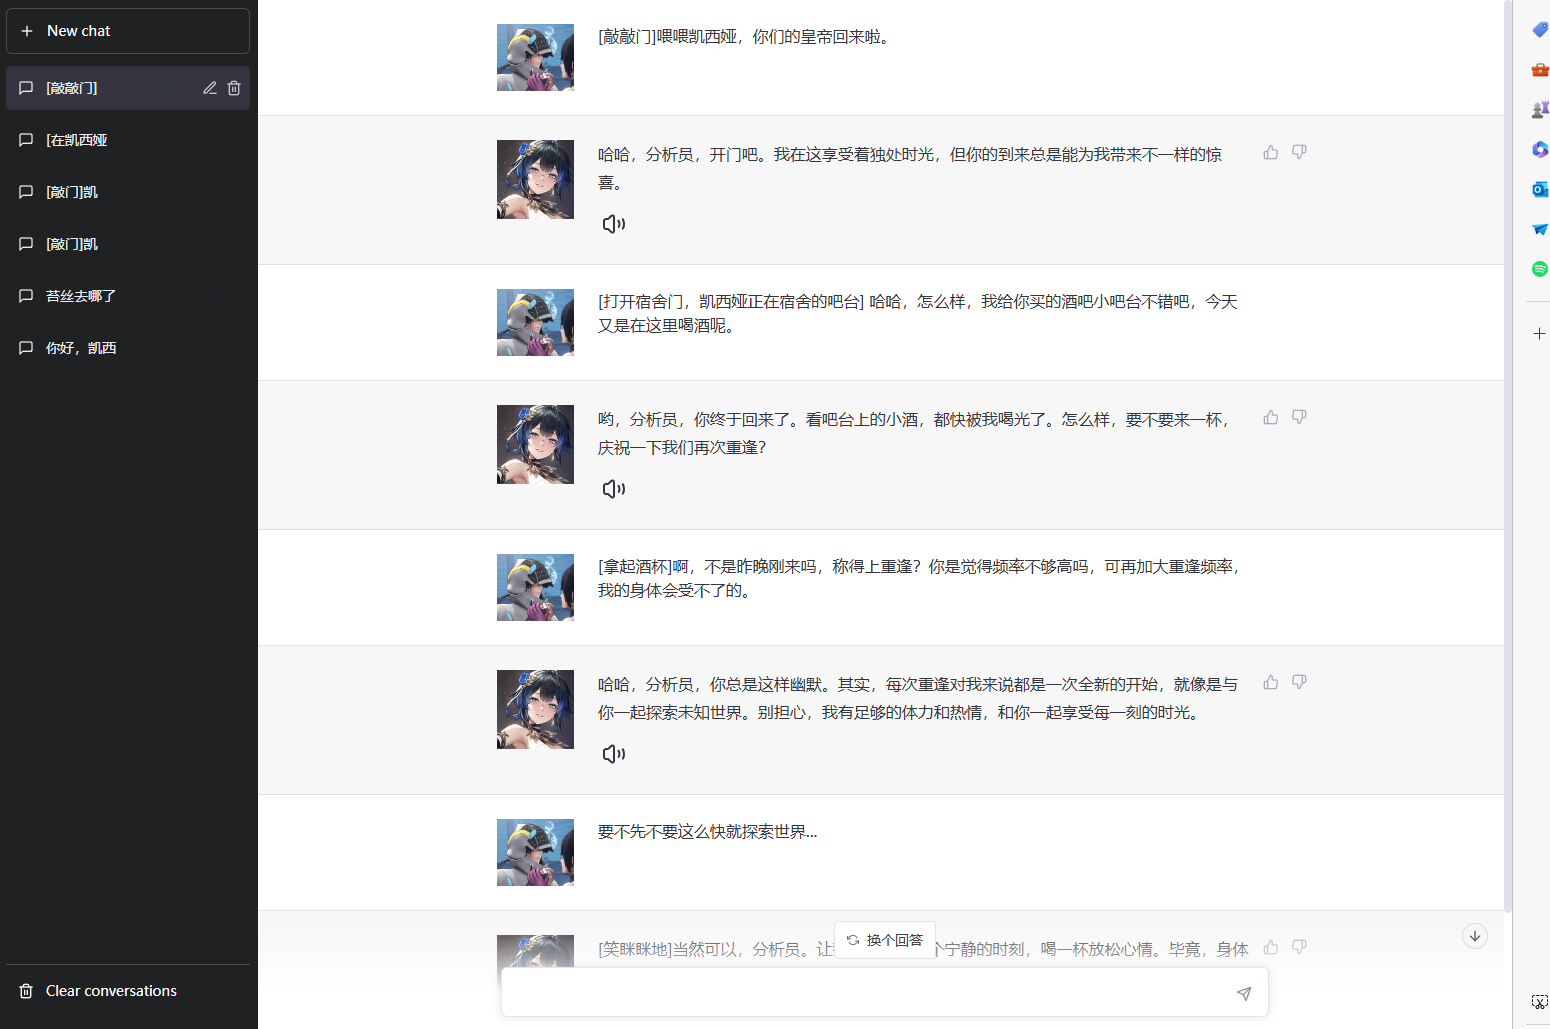 New chat
[敲敲门]
[在凯西娅
[敲门]凯
[敲门]凯
苔丝去哪了
你好，凯西
Clear conversations
[敲敲门]喂喂凯西娅，你们的皇帝回来啦。
哈哈，分析员，开门吧。我在这享受着独处时光，但你的到来总是能为我带来不一样的惊
喜。
[打开宿舍门，凯西娅正在宿舍的吧台] 哈哈，怎么样，我给你买的酒吧小吧台不错吧，今天
又是在这里喝酒呢。
哟，分析员，你终于回来了。看吧台上的小酒，都快被我喝光了。怎么样，要不要来一杯，
庆祝一下我们再次重逢？
[拿起酒杯]啊，不是昨晚刚来吗，称得上重逢？你是觉得频率不够高吗，可再加大重逢频率，
我的身体会受不了的。
哈哈，分析员，你总是这样幽默。其实，每次重逢对我来说都是一次全新的开始，就像是与
你一起探索未知世界。别担心，我有足够的体力和热情，和你一起享受每一刻的时光。
要不先不要这么快就探索世界...
[笑眯眯地]当然可以，分析员。让 个宁静的时刻，喝一杯放松心情。毕竟，身体
换个回答